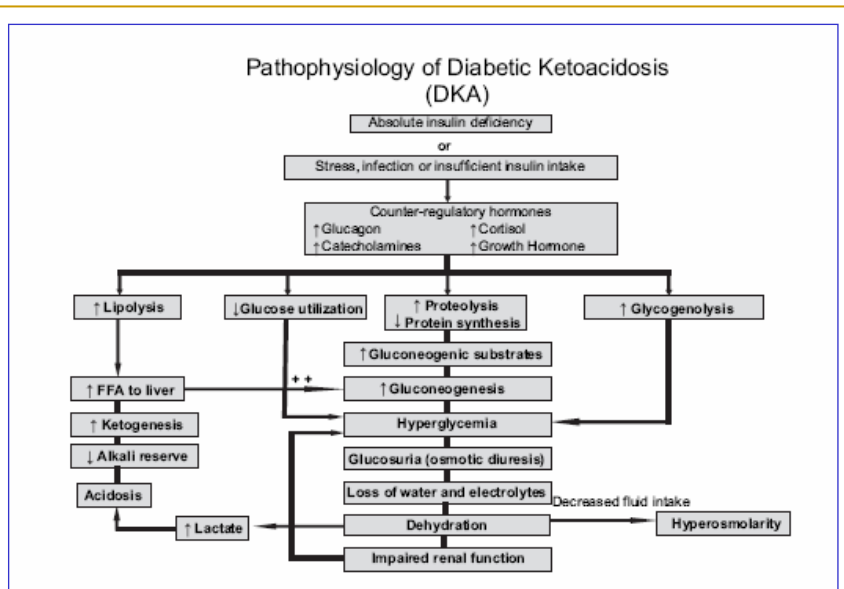 Pathophysiology of Diabetic Ketoacidosis
(DKA)
Absolute insulin deficiency
or
Stress, infection or insufficient insulin intake
Counter-regulatory hormones
↑Glucagon ↑Cortisol
↑Catecholamines ↑Growth Hormone
↑Lipolysis
↓Glucose utilization
↑ Proteolysis
↓ Protein synthesis
↑ Glycogenolysis
↑Gluconeogenic substrates
↑FFA to liver
++
↑Gluconeogenesis
↑ Ketogenesis
Hyperglycemia
↓ Alkali reserve
Glucosuria (osmotic diuresis)
Acidosis
Loss of water and electrolytes
Decreased fluid intake
↑ Lactate
Dehydration
Hyperosmolarity
Impaired renal function